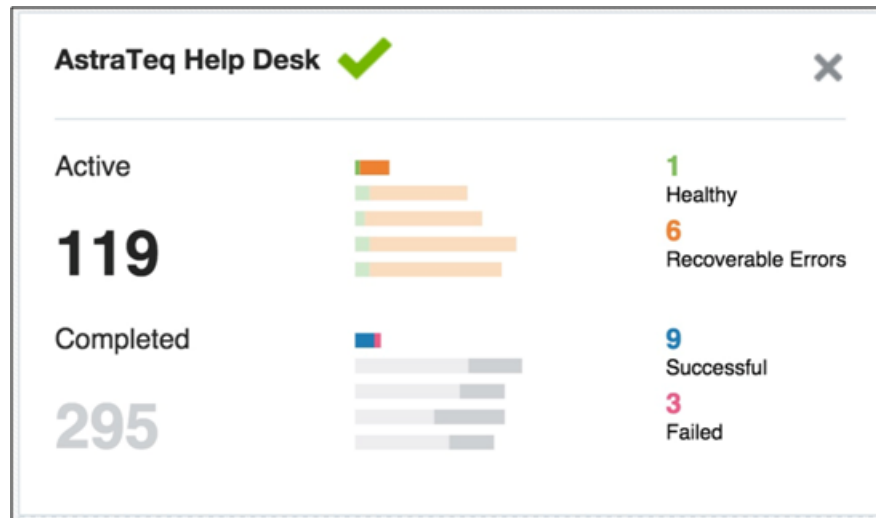 AstraTeq Help Desk
Active
119
1
Healthy
6
Recoverable Errors
Completed
295
9
Successful
3
Failed